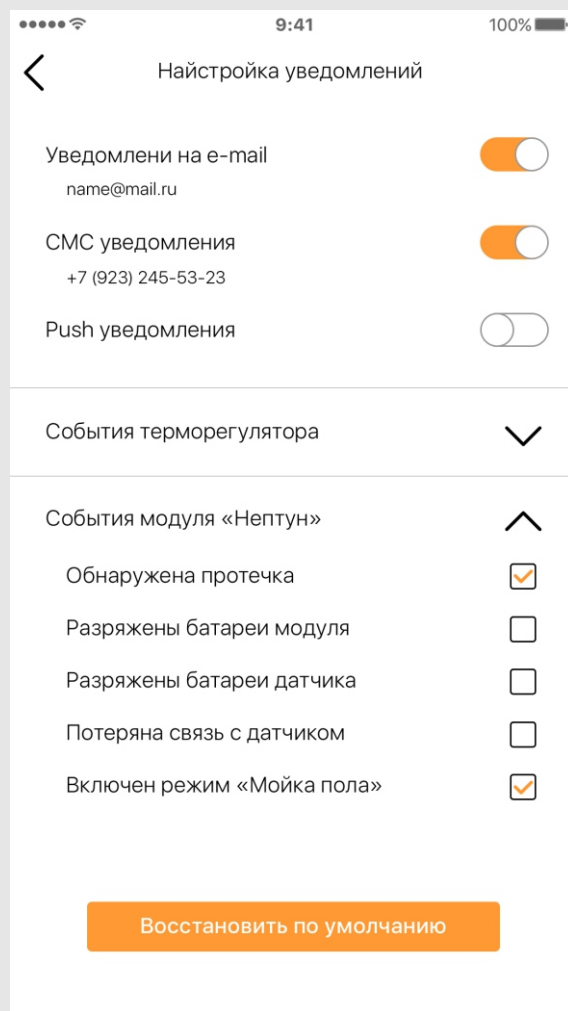 9:41
100%
Найстройка уведомлений
Уведомлени на e-mail
name@mail.ru
СМС уведомления
+7 (923) 245-53-23
Push уведомления
События терморегулятора
События модуля «Нептун»
Обнаружена протечка
Разряжены батареи модуля
Разряжены батареи датчика
Потеряна связь с датчиком
Включен режим «Мойка пола»
Восстановить по умолчанию